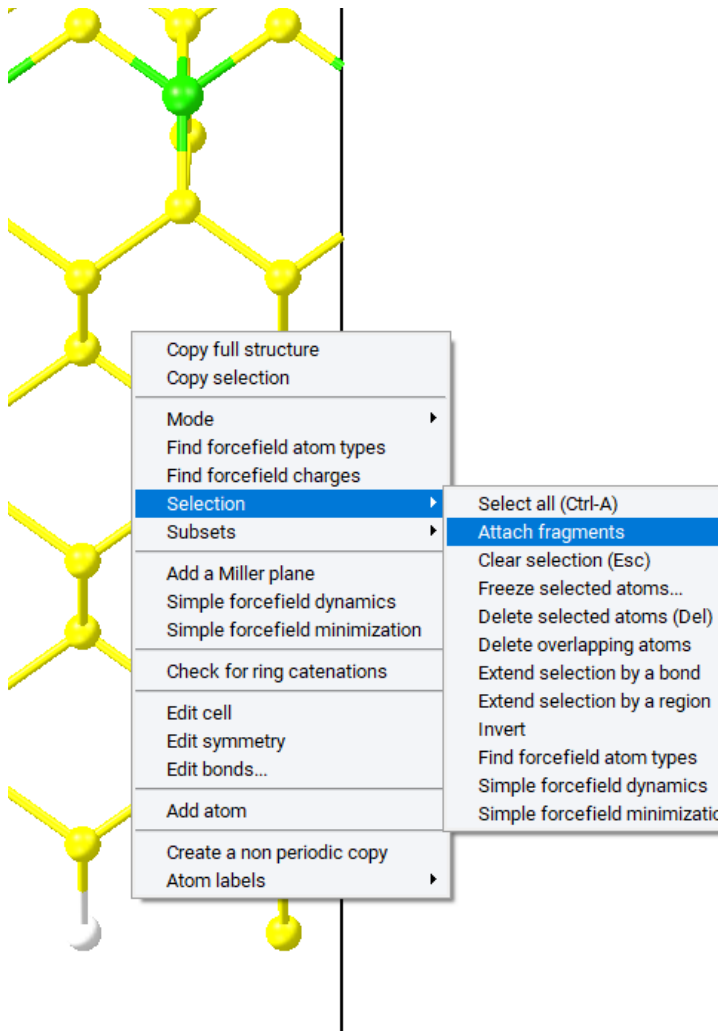 Copy full structure
Copy selection
Mode
Find forcefield atom types
Find forcefield charges
Selection
Subsets
Add a Miller plane
Simple forcefield dynamics
Simple forcefield minimization
Check for ring catenations
Edit cell
Edit symmetry
Edit bonds...
Add atom
Create a non periodic copy
Atom labels
Select all (Ctrl-A)
Attach fragments
Clear selection (Esc)
Freeze selected atoms...
Delete selected atoms (Del)
Delete overlapping atoms
Extend selection by a bond
Extend selection by a region
Invert
Find forcefield atom types
Simple forcefield dynamics
Simple forcefield minimizatio